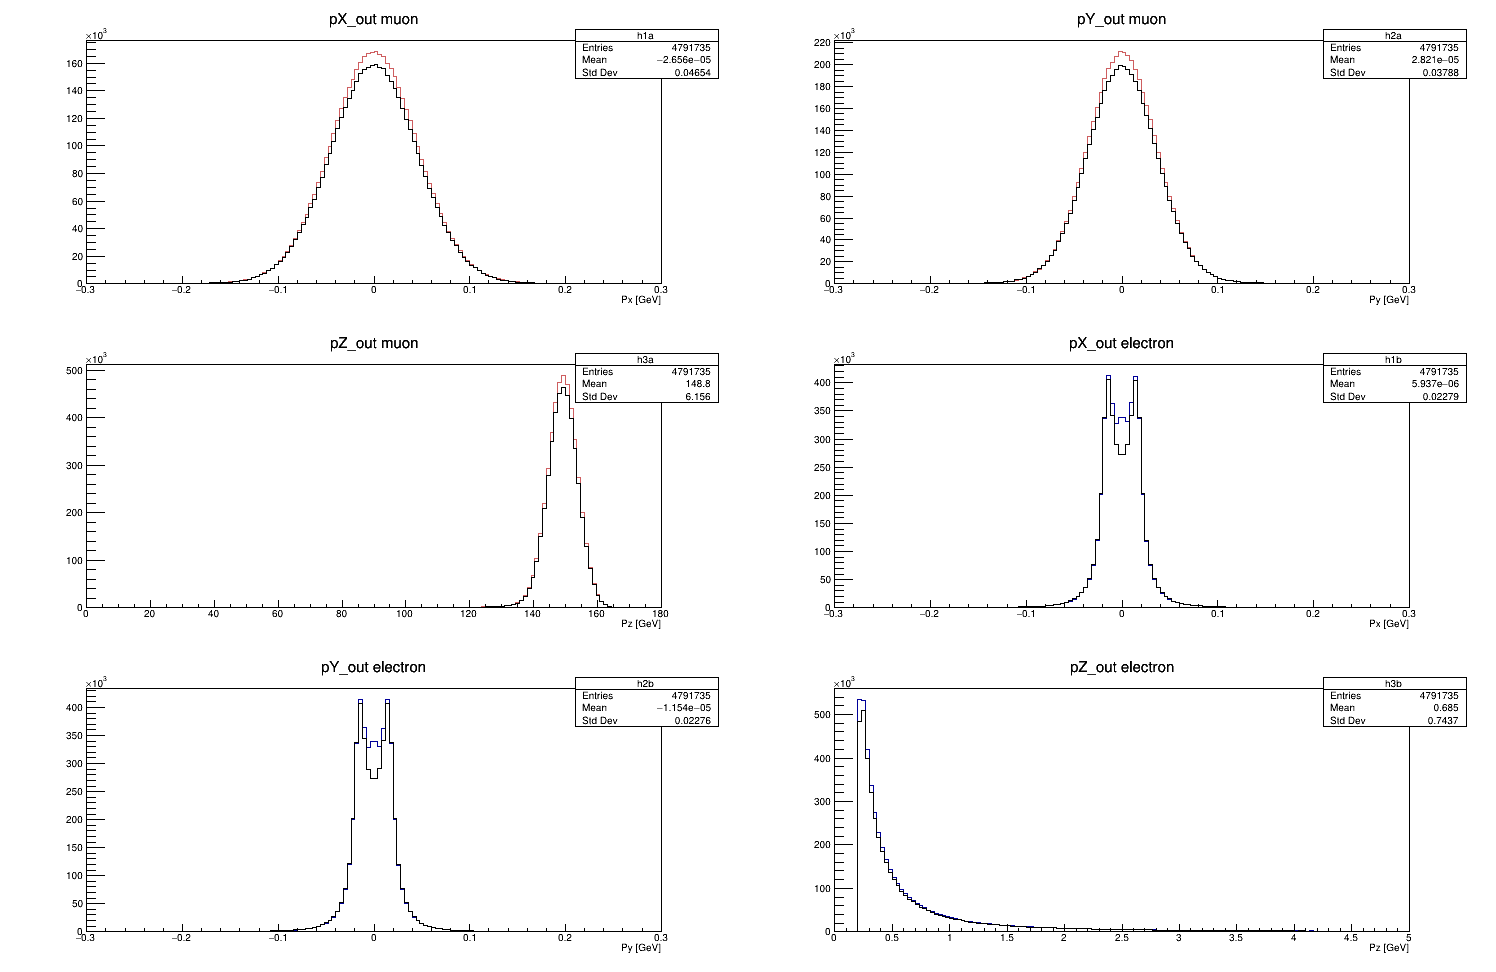 pX_out muon
×10³
h1a
Entries 4791735
Mean −2.656e−05
Std Dev 0.04654
160
140
120
100
80
60
40
20
0
−0.3 −0.2 −0.1 0 0.1 0.2 0.3
Px [GeV]
pY_out muon
×10³
h2a
Entries 4791735
Mean 2.821e−05
Std Dev 0.03788
220
200
180
160
140
120
100
80
60
40
20
0
−0.3 −0.2 −0.1 0 0.1 0.2 0.3
Py [GeV]
pZ_out muon
×10³
h3a
Entries 4791735
Mean 148.8
Std Dev 6.156
500
400
300
200
100
0
0 20 40 60 80 100 120 140 160 180
Pz [GeV]
pX_out electron
×10³
h1b
Entries 4791735
Mean 5.937e−06
Std Dev 0.02279
400
350
300
250
200
150
100
50
0
−0.3 −0.2 −0.1 0 0.1 0.2 0.3
Px [GeV]
pY_out electron
×10³
h2b
Entries 4791735
Mean −1.154e−05
Std Dev 0.02276
400
350
300
250
200
150
100
50
0
−0.3 −0.2 −0.1 0 0.1 0.2 0.3
Py [GeV]
pZ_out electron
×10³
h3b
Entries 4791735
Mean 0.685
Std Dev 0.7437
500
400
300
200
100
0
0 0.5 1 1.5 2 2.5 3 3.5 4 4.5 5
Pz [GeV]